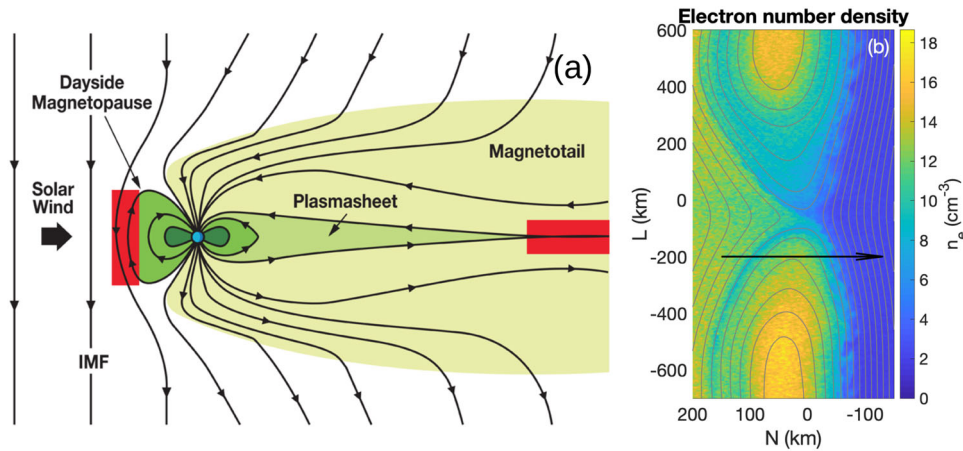 (a)
Dayside
Magnetopause
Magnetotail
Solar
Wind
Plasmasheet
IMF
Electron number density
(b)
600
400
200
0
-200
-400
-600
L (km)
200
100
0
-100
N (km)
18
16
14
12
10
8
6
4
2
0
n_e (cm^-3)